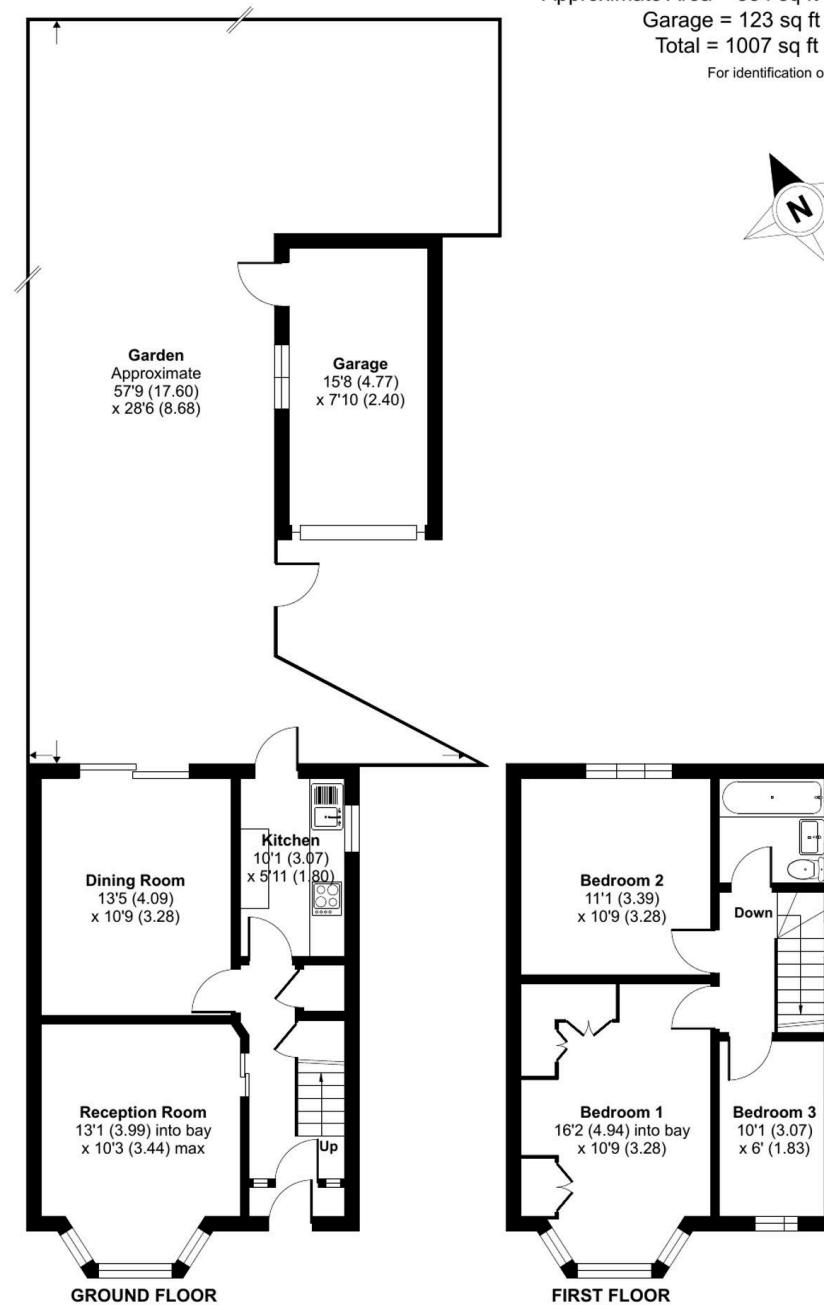 Garage = 123 sq ft
Total = 1007 sq ft
For identification o
N
Garden
Approximate
57'9 (17.60)
x 28'6 (8.68)
Garage
15'8 (4.77)
x 7'10 (2.40)
Kitchen
10'1 (3.07)
x 5'11 (1.80)
Dining Room
13'5 (4.09)
x 10'9 (3.28)
Reception Room
13'1 (3.99) into bay
x 10'3 (3.44) max
Up
GROUND FLOOR
Bedroom 2
11'1 (3.39)
x 10'9 (3.28)
Down
Bedroom 1
16'2 (4.94) into bay
x 10'9 (3.28)
Bedroom 3
10'1 (3.07)
x 6' (1.83)
FIRST FLOOR